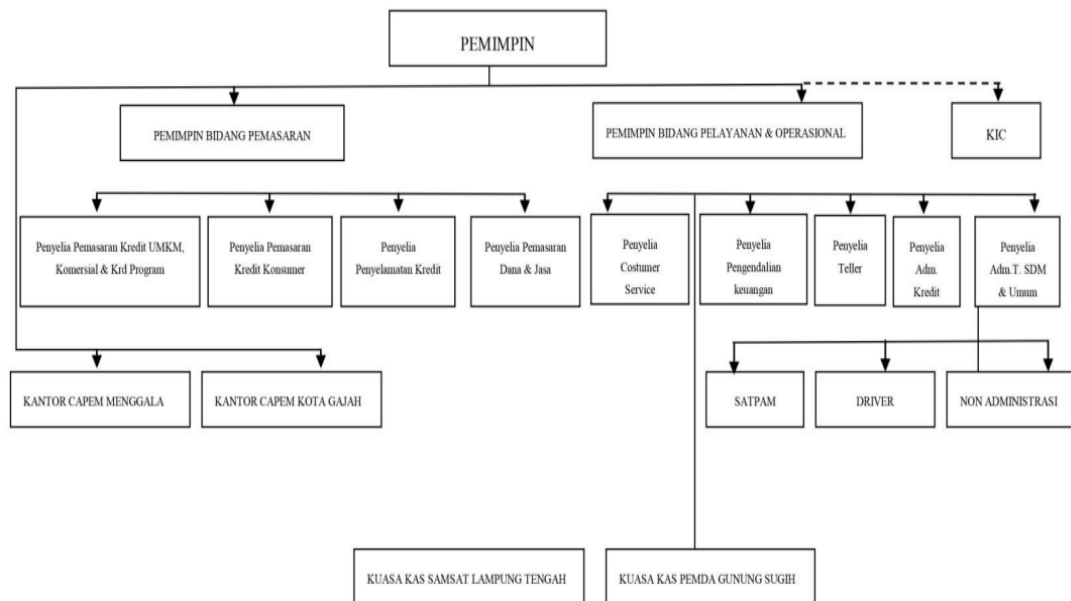 PEMIMPIN
PEMIMPIN BIDANG PEMASARAN
PEMIMPIN BIDANG PELAYANAN & OPERASIONAL
KIC
Penyelia Pemasaran Kredit UMKM,
Komersial & Krd Program
Penyelia Pemasaran
Kredit Konsumer
Penyelia
Penyelamatan Kredit
Penyelia Pemasaran
Dana & Jasa
Penyelia
Costumer
Service
Penyelia
Pengendalian
keuangan
Penyelia
Teller
Penyelia
Adm.
Kredit
Penyelia
Adm.T. SDM
& Umum
KANTOR CAPEM MENGGALA
KANTOR CAPEM KOTA GAJAH
SATPAM
DRIVER
NON ADMINISTRASI
KUASA KAS SAMSAT LAMPUNG TENGAH
KUASA KAS PEMDA GUNUNG SUGIH